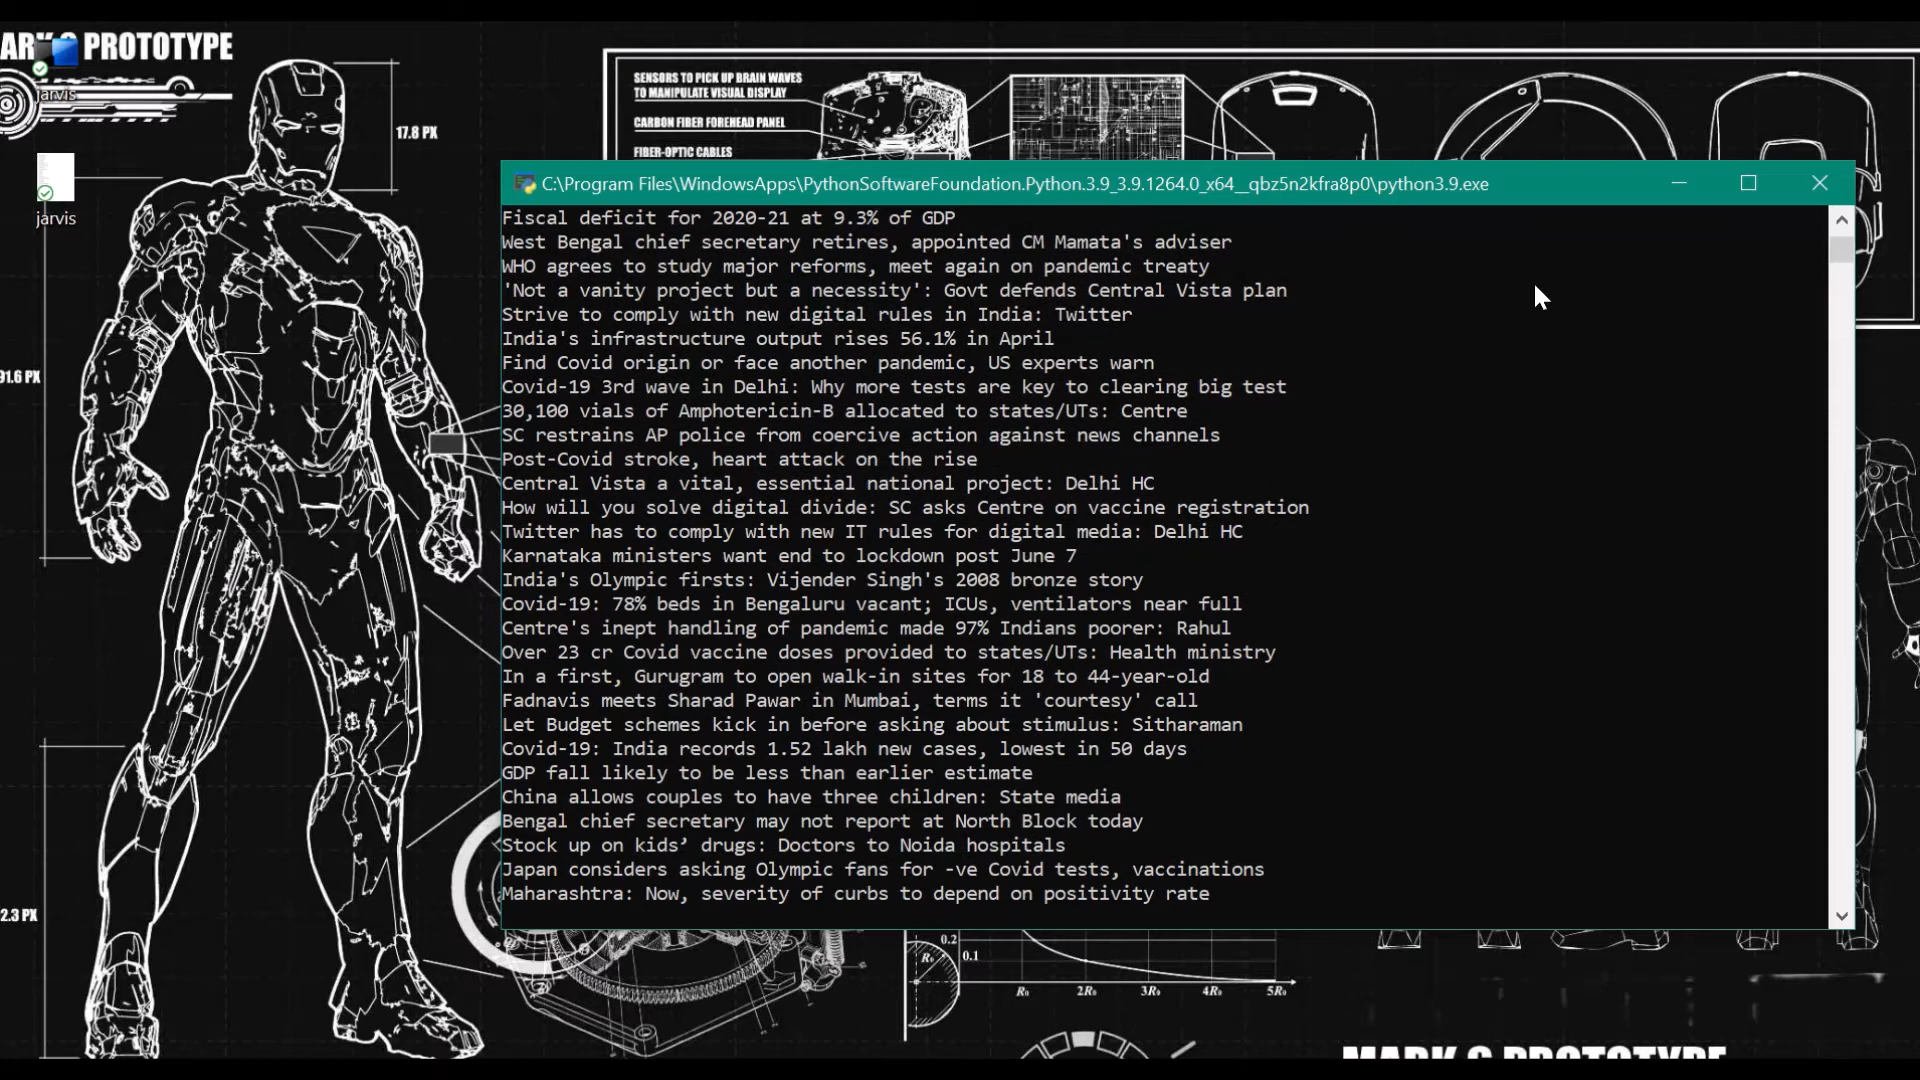 ARK 6 PROTOTYPE
jarvis
jarvis
17.8 PX
91.6 PX
2.3 PX
SENSORS TO PICK UP BRAIN WAVES
TO MANIPULATE VISUAL DISPLAY
CARBON FIBER FOREHEAD PANEL
FIBER-OPTIC CABLES
C:\Program Files\WindowsApps\PythonSoftwareFoundation.Python.3.9_3.9.1264.0_x64__qbz5n2kfra8p0\python3.9.exe
Fiscal deficit for 2020-21 at 9.3% of GDP
West Bengal chief secretary retires, appointed CM Mamata's adviser
WHO agrees to study major reforms, meet again on pandemic treaty
'Not a vanity project but a necessity': Govt defends Central Vista plan
Strive to comply with new digital rules in India: Twitter
India's infrastructure output rises 56.1% in April
Find Covid origin or face another pandemic, US experts warn
Covid-19 3rd wave in Delhi: Why more tests are key to clearing big test
30,100 vials of Amphotericin-B allocated to states/UTs: Centre
SC restrains AP police from coercive action against news channels
Post-Covid stroke, heart attack on the rise
Central Vista a vital, essential national project: Delhi HC
How will you solve digital divide: SC asks Centre on vaccine registration
Twitter has to comply with new IT rules for digital media: Delhi HC
Karnataka ministers want end to lockdown post June 7
India's Olympic firsts: Vijender Singh's 2008 bronze story
Covid-19: 78% beds in Bengaluru vacant; ICUs, ventilators near full
Centre's inept handling of pandemic made 97% Indians poorer: Rahul
Over 23 cr Covid vaccine doses provided to states/UTs: Health ministry
In a first, Gurugram to open walk-in sites for 18 to 44-year-old
Fadnavis meets Sharad Pawar in Mumbai, terms it 'courtesy' call
Let Budget schemes kick in before asking about stimulus: Sitharaman
Covid-19: India records 1.52 lakh new cases, lowest in 50 days
GDP fall likely to be less than earlier estimate
China allows couples to have three children: State media
Bengal chief secretary may not report at North Block today
Stock up on kids’ drugs: Doctors to Noida hospitals
Japan considers asking Olympic fans for -ve Covid tests, vaccinations
Maharashtra: Now, severity of curbs to depend on positivity rate
0.2
0.1
R₀
R₀ 2R₀ 3R₀ 4R₀ 5R₀
MARK 6 PROTOTYPE